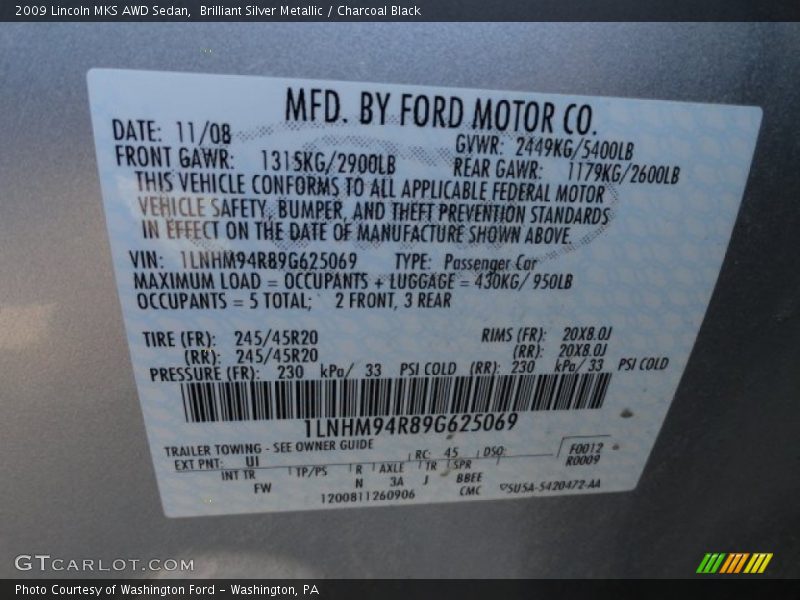 2009 Lincoln MKS AWD Sedan,  Brilliant Silver Metallic / Charcoal Black
MFD. BY FORD MOTOR CO.
DATE: 11/08 GVWR: 2449KG/5400LB
FRONT GAWR: 1315KG/2900LB REAR GAWR: 1179KG/2600LB
THIS VEHICLE CONFORMS TO ALL APPLICABLE FEDERAL MOTOR
VEHICLE SAFETY, BUMPER, AND THEFT PREVENTION STANDARDS
IN EFFECT ON THE DATE OF MANUFACTURE SHOWN ABOVE.
VIN: 1LNHM94R89G625069 TYPE: Passenger Car
MAXIMUM LOAD = OCCUPANTS + LUGGAGE = 430KG/ 950LB
OCCUPANTS = 5 TOTAL; 2 FRONT, 3 REAR
TIRE (FR): 245/45R20 RIMS (FR): 20X8.0J
(RR): 245/45R20 (RR): 20X8.0J
PRESSURE (FR): 230 kPa/ 33 PSI COLD (RR): 230 kPa/ 33 PSI COLD
1LNHM94R89G625069
TRAILER TOWING - SEE OWNER GUIDE
EXT PNT: UI RC: 45 DSO: F0012
R0009
INT TR TP/PS R AXLE TR SPR
FW N 3A J BBEE
1200811260906 CMC 5U5A-5420472-AA
GTCARLOT.COM
Photo Courtesy of Washington Ford - Washington, PA